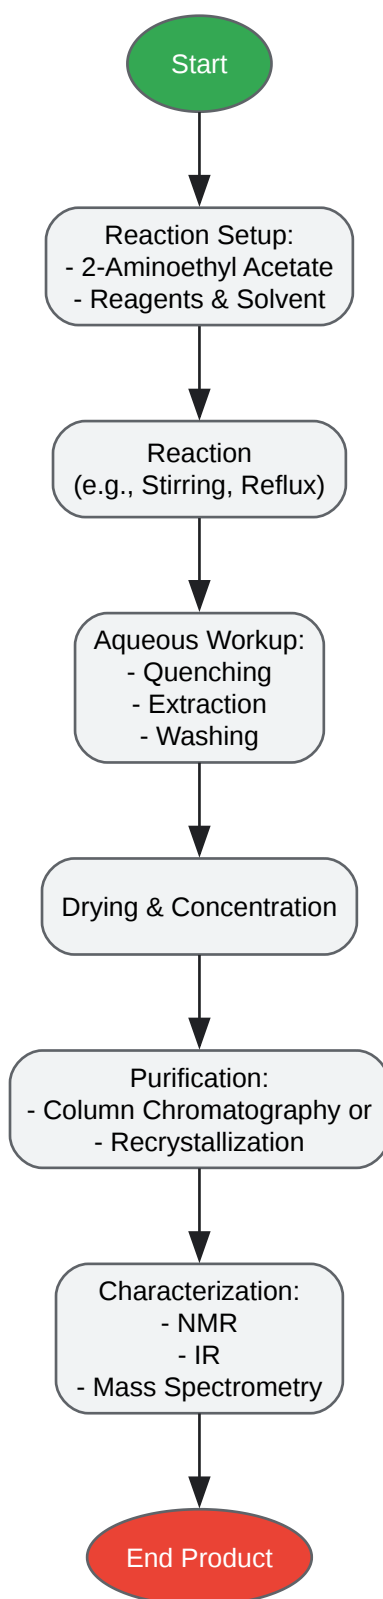 Start
Reaction Setup:
- 2-Aminoethyl Acetate
- Reagents & Solvent
Reaction
(e.g., Stirring, Reflux)
Aqueous Workup:
- Quenching
- Extraction
- Washing
Drying & Concentration
Purification:
- Column Chromatography or
- Recrystallization
Characterization:
- NMR
- IR
- Mass Spectrometry
End Product